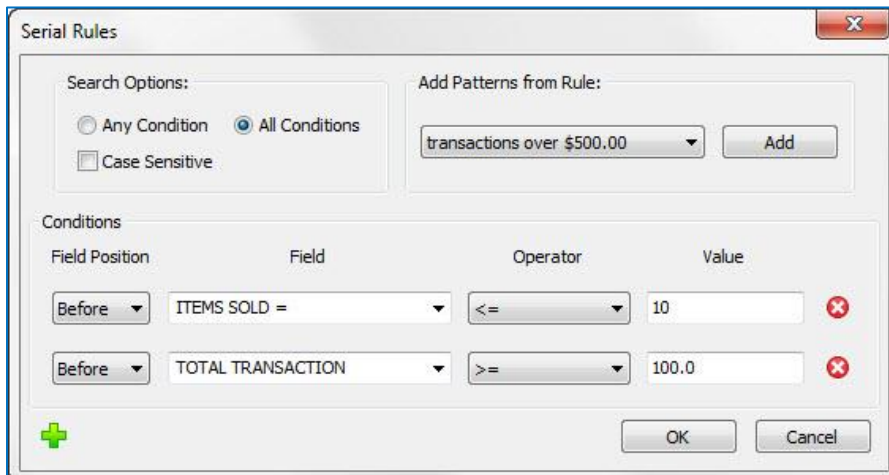 Serial Rules
Search Options:
Any Condition All Conditions
Case Sensitive
Add Patterns from Rule:
transactions over $500.00 Add
Conditions
Field Position Field Operator Value
Before ITEMS SOLD = <= 10
Before TOTAL TRANSACTION >= 100.0
OK Cancel